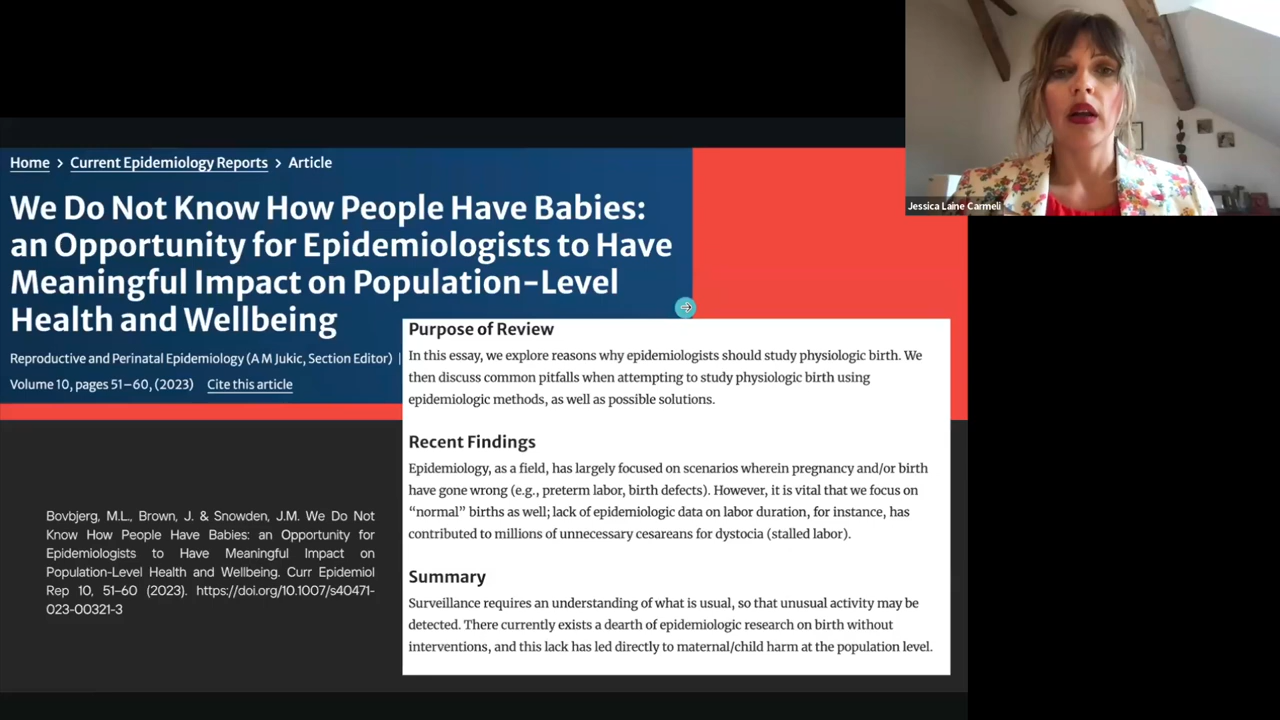 Home > Current Epidemiology Reports > Article
We Do Not Know How People Have Babies:
an Opportunity for Epidemiologists to Have
Meaningful Impact on Population-Level
Health and Wellbeing
Reproductive and Perinatal Epidemiology (A M Jukic, Section Editor) |
Volume 10, pages 51–60, (2023) Cite this article
Purpose of Review
In this essay, we explore reasons why epidemiologists should study physiologic birth. We
then discuss common pitfalls when attempting to study physiologic birth using
epidemiologic methods, as well as possible solutions.
Recent Findings
Epidemiology, as a field, has largely focused on scenarios wherein pregnancy and/or birth
have gone wrong (e.g., preterm labor, birth defects). However, it is vital that we focus on
“normal” births as well; lack of epidemiologic data on labor duration, for instance, has
contributed to millions of unnecessary cesareans for dystocia (stalled labor).
Summary
Surveillance requires an understanding of what is usual, so that unusual activity may be
detected. There currently exists a dearth of epidemiologic research on birth without
interventions, and this lack has led directly to maternal/child harm at the population level.
Bovbjerg, M.L., Brown, J. & Snowden, J.M. We Do Not
Know How People Have Babies: an Opportunity for
Epidemiologists to Have Meaningful Impact on
Population-Level Health and Wellbeing. Curr Epidemiol
Rep 10, 51–60 (2023). https://doi.org/10.1007/s40471-
023-00321-3
Jessica Laine Carmeli